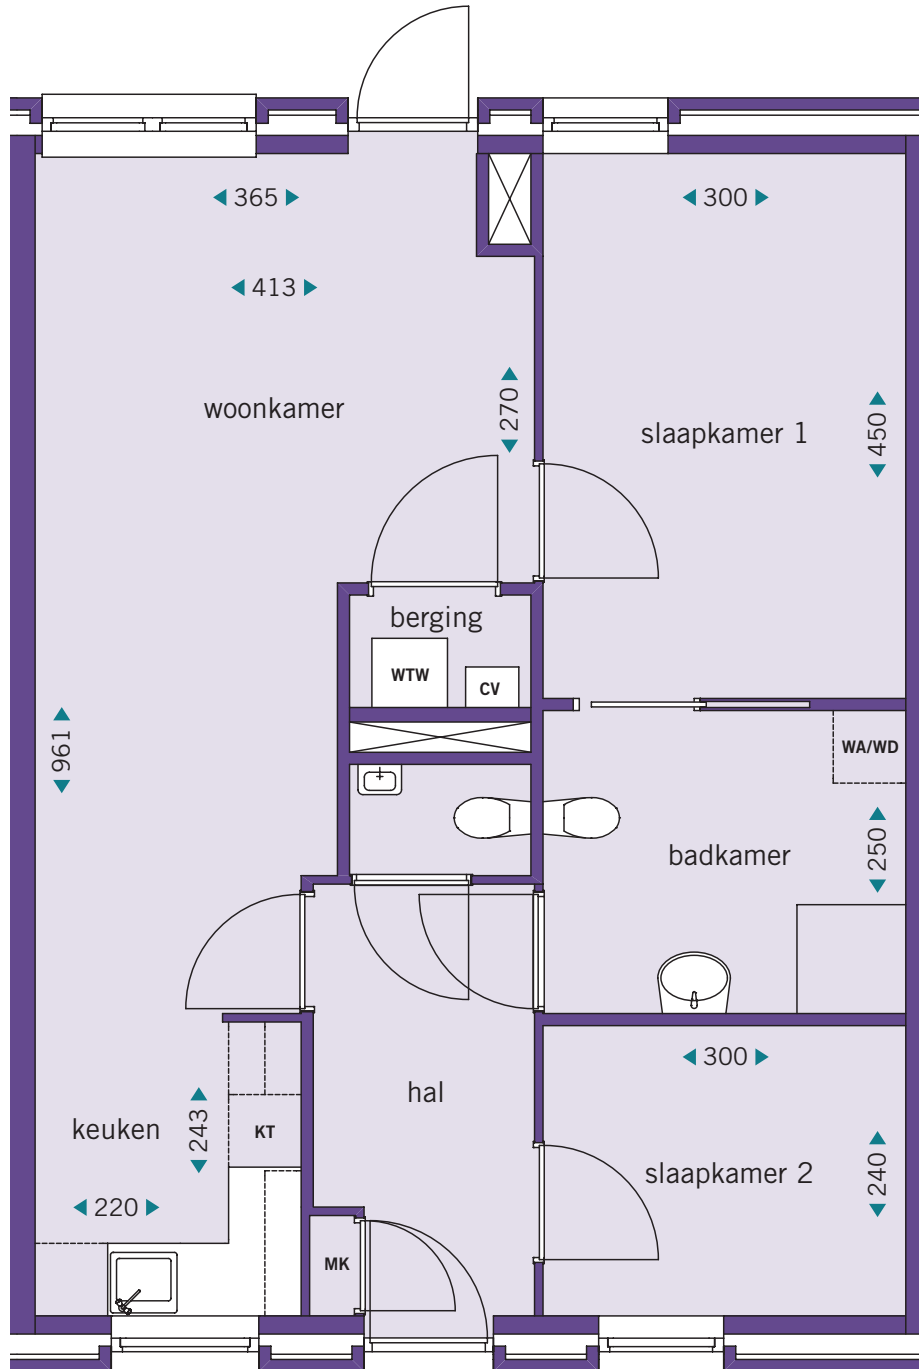 365
300
413
270
woonkamer
slaapkamer 1
450
berging
WTW
CV
961
WA/WD
250
badkamer
300
hal
keuken
243
KT
slaapkamer 2
240
220
MK